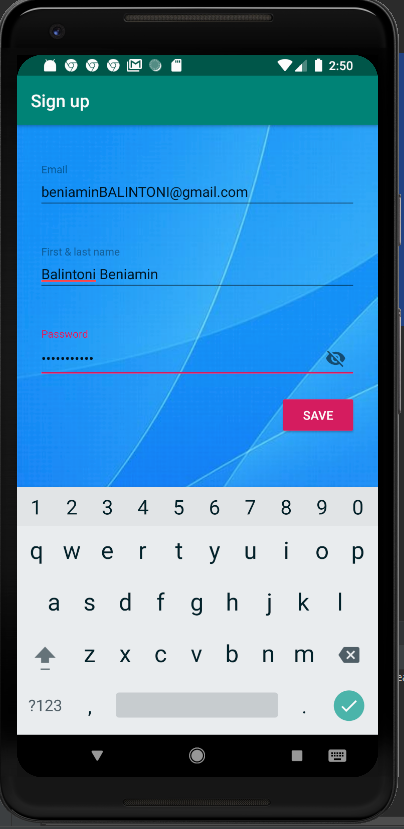 2:50
Sign up
Email
beniaminBALINTONI@gmail.com
First & last name
Balintoni Beniamin
Password
•••••••••••
SAVE
1 2 3 4 5 6 7 8 9 0
q w e r t y u i o p
a s d f g h j k l
z x c v b n m
?123 , .